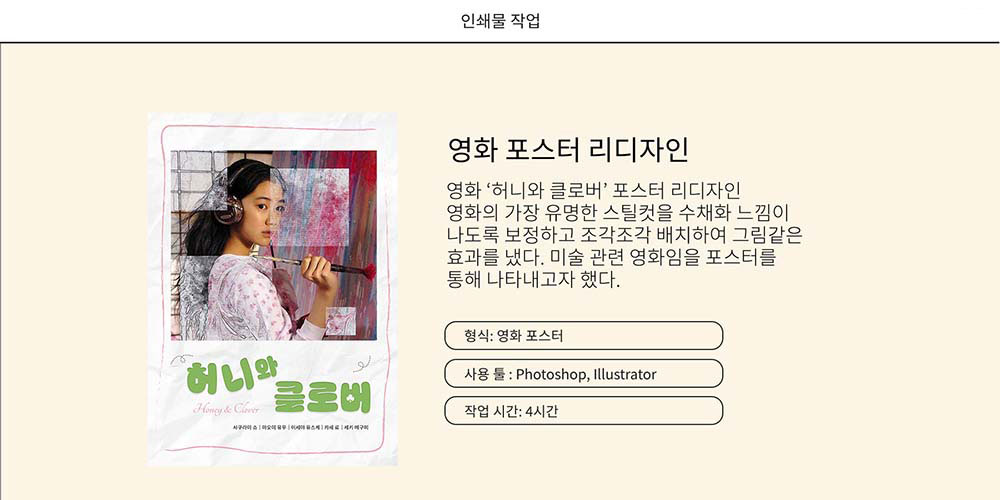 인쇄물 작업
허니와
클로버
Honey & Clover
사쿠라이 쇼 | 아오이 유우 | 이세야 유스케 | 카세 료 | 세키 메구미
영화 포스터 리디자인
영화 ‘허니와 클로버’ 포스터 리디자인
영화의 가장 유명한 스틸컷을 수채화 느낌이
나도록 보정하고 조각조각 배치하여 그림같은
효과를 냈다. 미술 관련 영화임을 포스터를
통해 나타내고자 했다.
형식: 영화 포스터
사용 툴 : Photoshop, Illustrator
작업 시간: 4시간